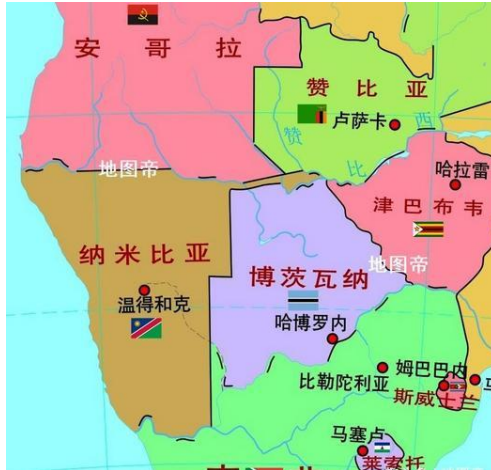 安哥拉
赞比亚
卢萨卡
西
赞
比
地图帝
哈拉雷
津巴布韦
纳米比亚
博茨瓦纳
地图帝
温得和克
哈博罗内
比勒陀利亚
姆巴巴内
斯威士兰
马塞卢
莱索托